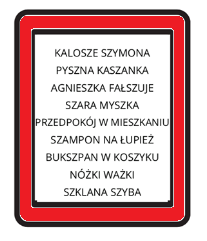 KALOSZE SZYMONA
PYSZNA KASZANKA
AGNIESZKA FAŁSZUJE
SZARA MYSZKA
PRZEDPOKÓJ W MIESZKANIU
SZAMPON NA ŁUPIEŻ
BUKSZPAN W KOSZYKU
NÓŻKI WAŻKI
SZKLANA SZYBA